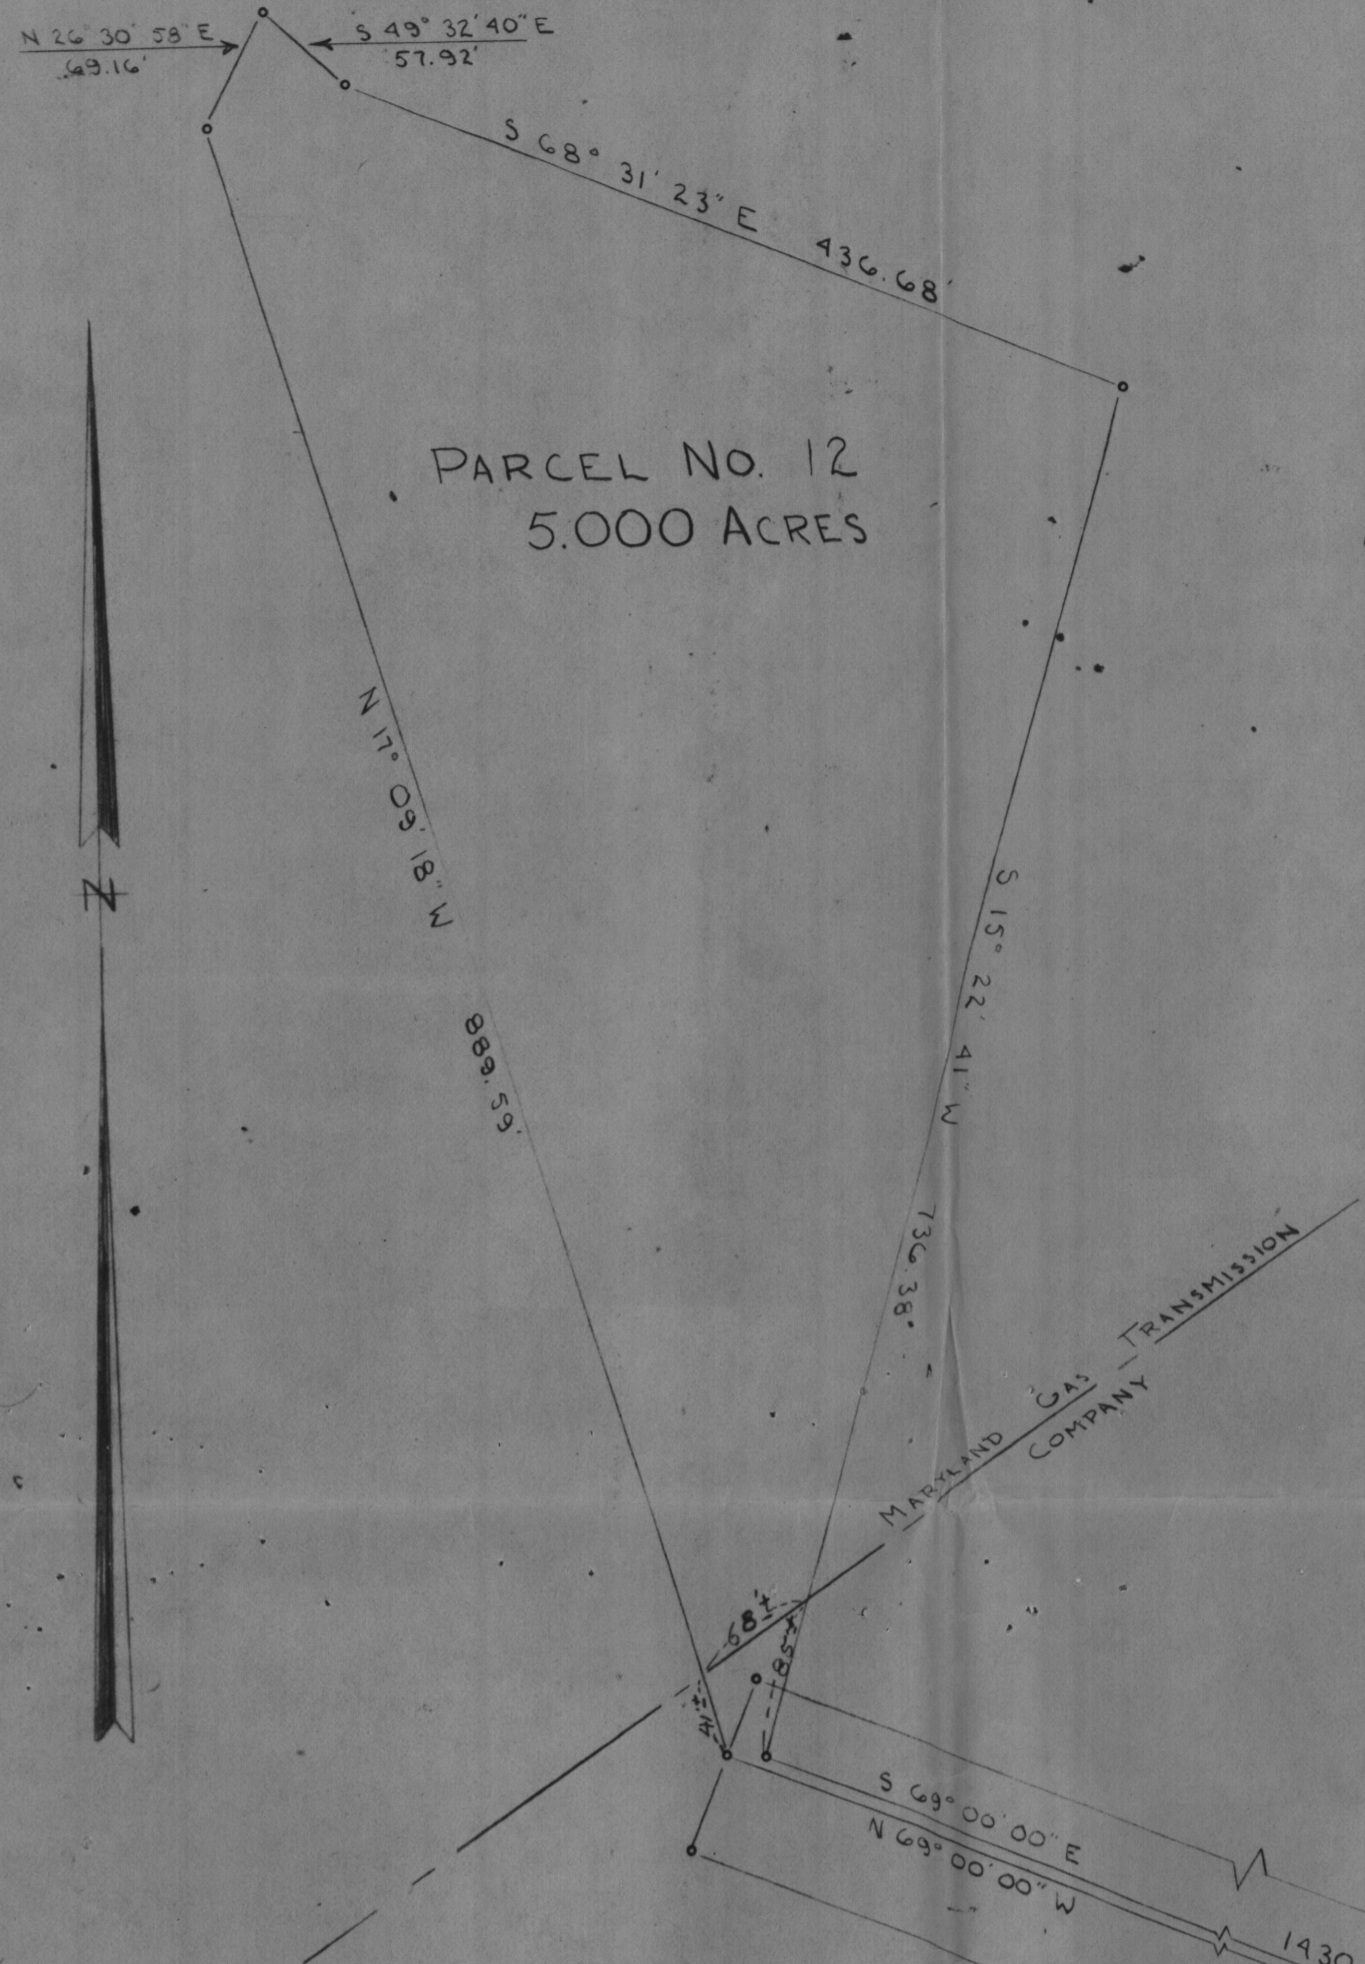 N 26° 30' 58" E
69.16'
S 49° 32' 40" E
57.92'
S 68° 31' 23" E 436.68'
PARCEL NO. 12
5.000 ACRES
N 17° 09' 18" W 889.59'
S 15° 22' 41" W 736.38'
N
MARYLAND GAS TRANSMISSION
COMPANY
68'±
85'±
41'±
S 69° 00' 00" E
N 69° 00' 00" W
1430